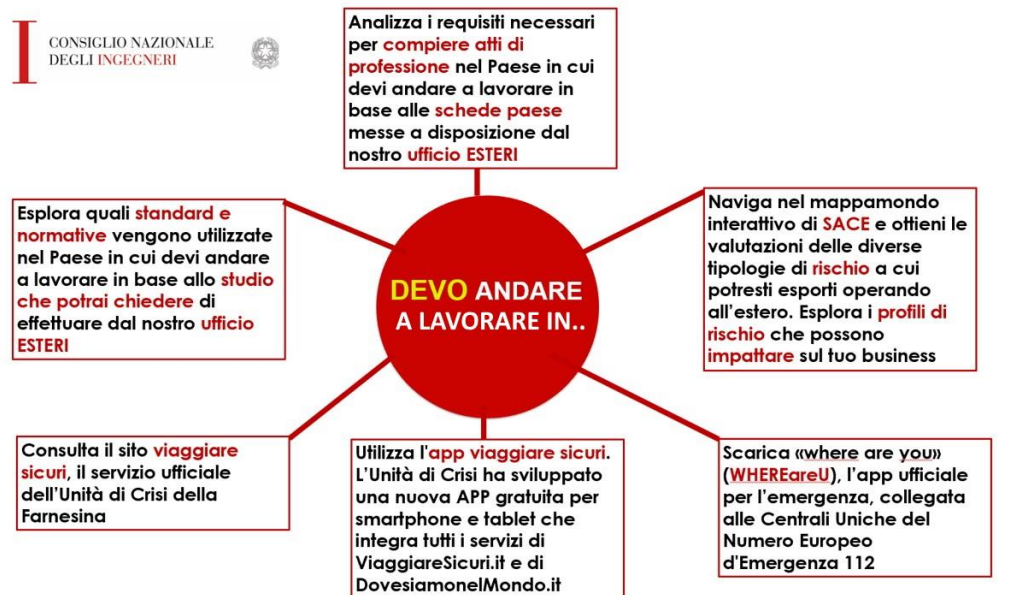 CONSIGLIO NAZIONALE
DEGLI INGEGNERI
Analizza i requisiti necessari
per compiere atti di
professione nel Paese in cui
devi andare a lavorare in
base alle schede paese
messe a disposizione dal
nostro ufficio ESTERI
Esplora quali standard e
normative vengono utilizzate
nel Paese in cui devi andare
a lavorare in base allo studio
che potrai chiedere di
effettuare dal nostro ufficio
ESTERI
DEVO ANDARE
A LAVORARE IN..
Naviga nel mappamondo
interattivo di SACE e ottieni le
valutazioni delle diverse
tipologie di rischio a cui
potresti esporti operando
all'estero. Esplora i profili di
rischio che possono
impattare sul tuo business
Consulta il sito viaggiare
sicuri, il servizio ufficiale
dell'Unità di Crisi della
Farnesina
Utilizza l'app viaggiare sicuri.
L'Unità di Crisi ha sviluppato
una nuova APP gratuita per
smartphone e tablet che
integra tutti i servizi di
ViaggiareSicuri.it e di
DovesiamonelMondo.it
Scarica «where are you»
(WHEREareU), l'app ufficiale
per l'emergenza, collegata
alle Centrali Uniche del
Numero Europeo
d'Emergenza 112